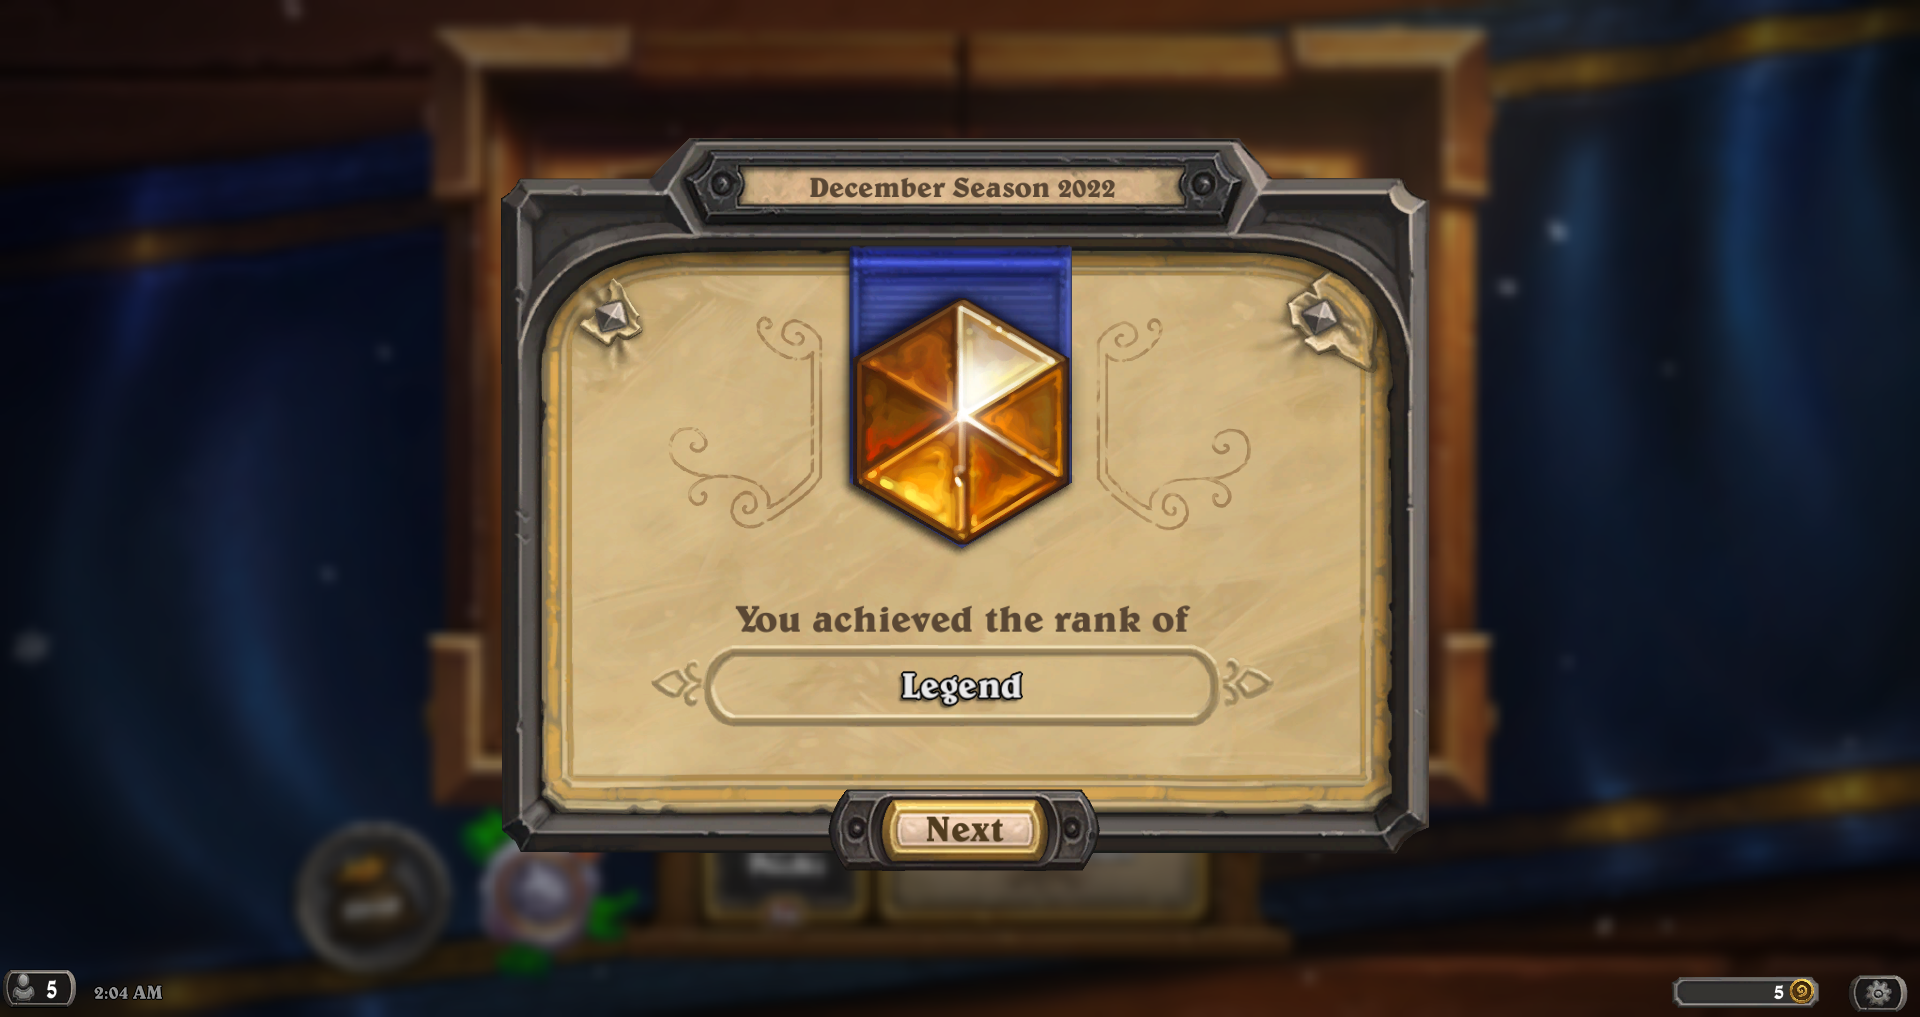 December Season 2022
You achieved the rank of
Legend
Next
5
2:04 AM
5